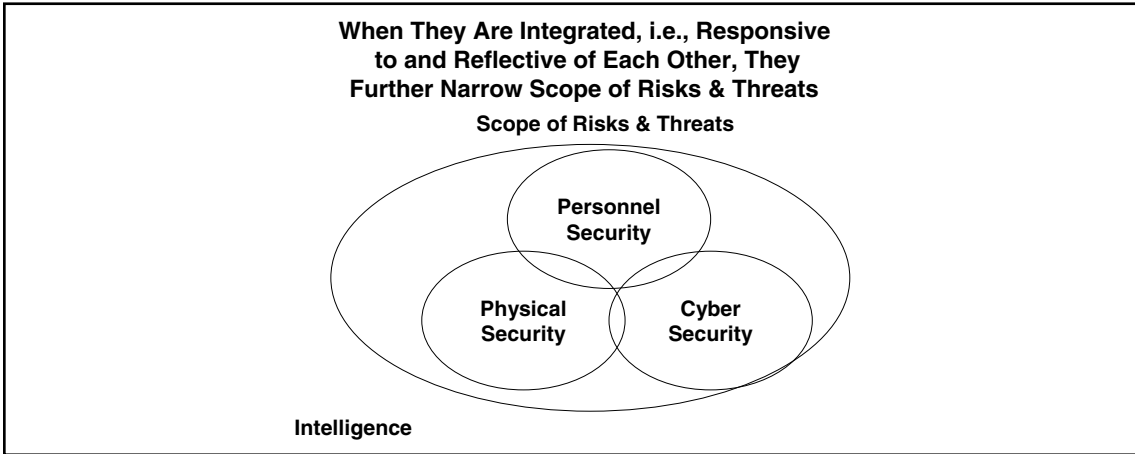 When They Are Integrated, i.e., Responsive
to and Reflective of Each Other, They
Further Narrow Scope of Risks & Threats
Scope of Risks & Threats
Personnel
Security
Physical
Security
Cyber
Security
Intelligence